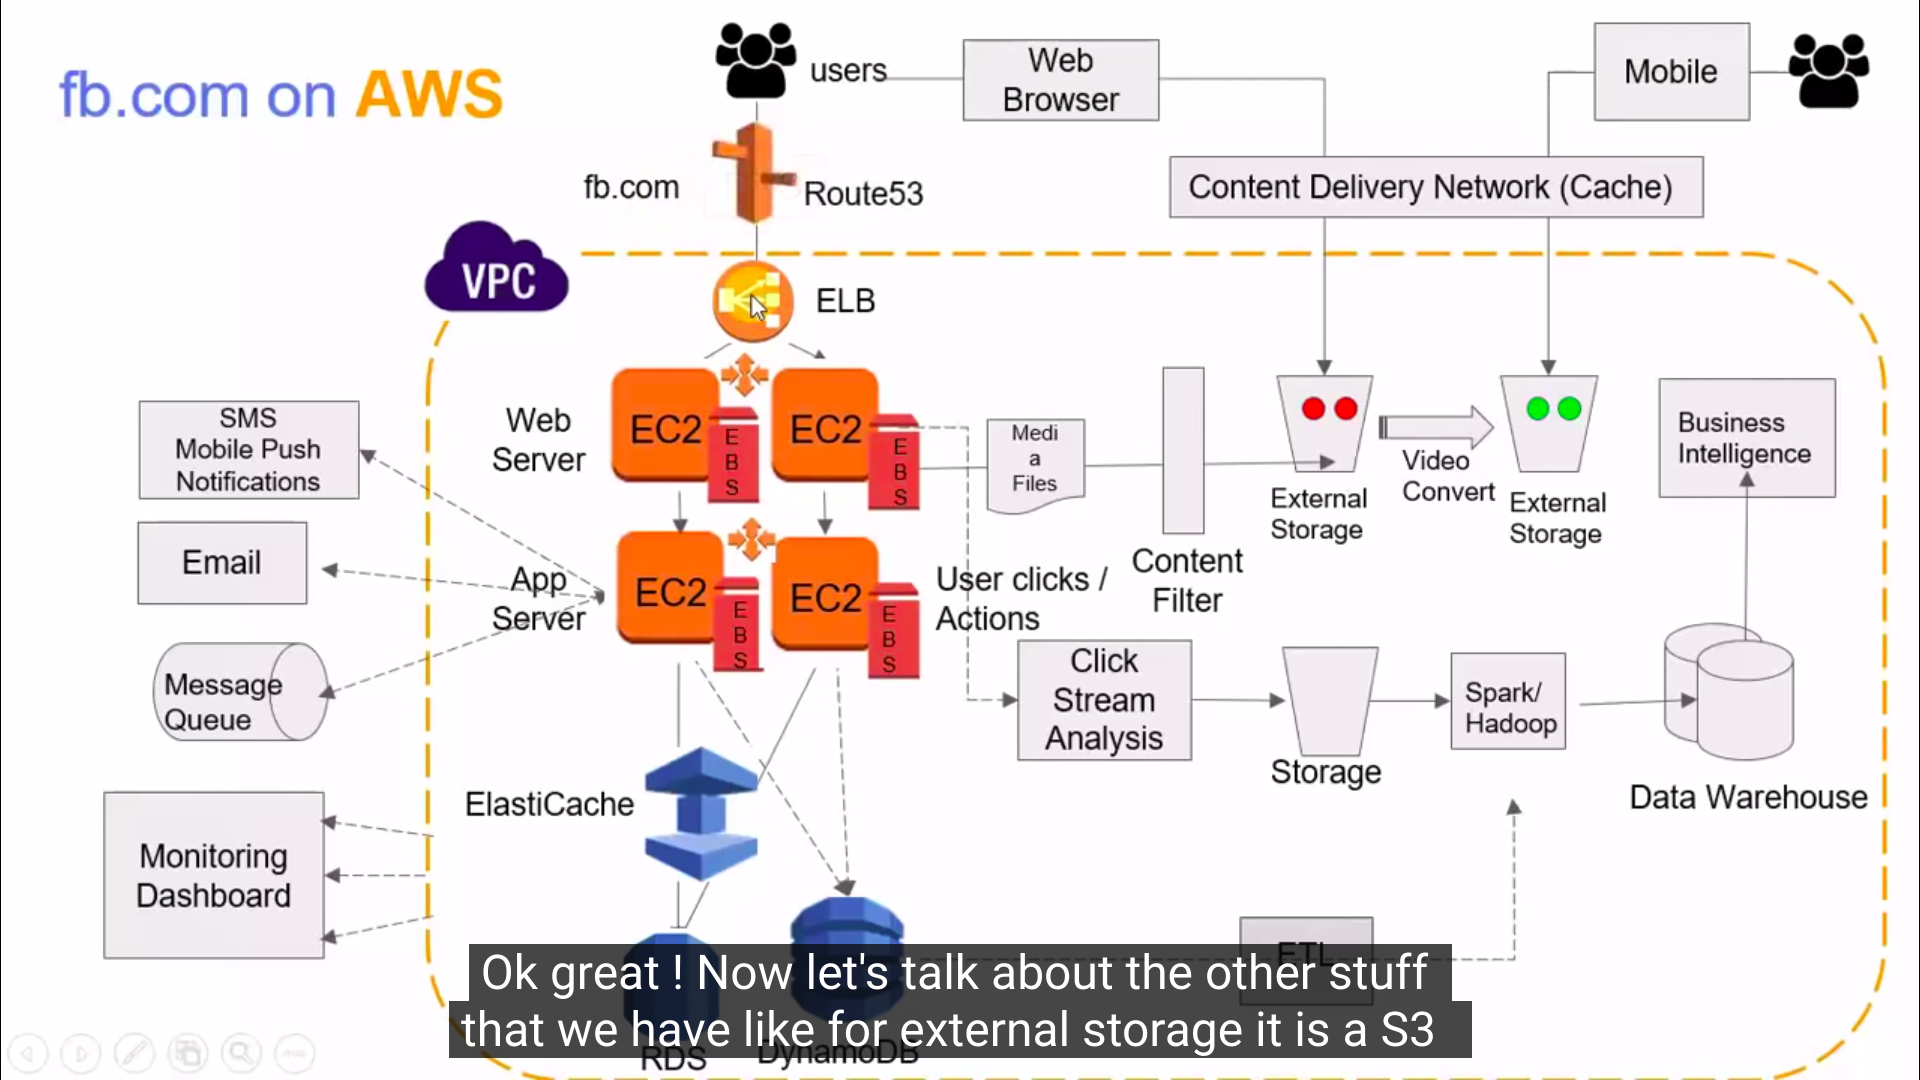 fb.com on AWS
users
Web
Browser
Mobile
fb.com
Route53
Content Delivery Network (Cache)
VPC
ELB
Web
Server
EC2
E
B
S
EC2
E
B
S
Medi
a
Files
Content
Filter
External
Storage
Video
Convert
External
Storage
Business
Intelligence
SMS
Mobile Push
Notifications
Email
Message
Queue
App
Server
EC2
E
B
S
EC2
E
B
S
User clicks /
Actions
Click
Stream
Analysis
Storage
Spark/
Hadoop
Data Warehouse
ElastiCache
Monitoring
Dashboard
ETL
RDS
DynamoDB
Ok great ! Now let's talk about the other stuff
that we have like for external storage it is a S3